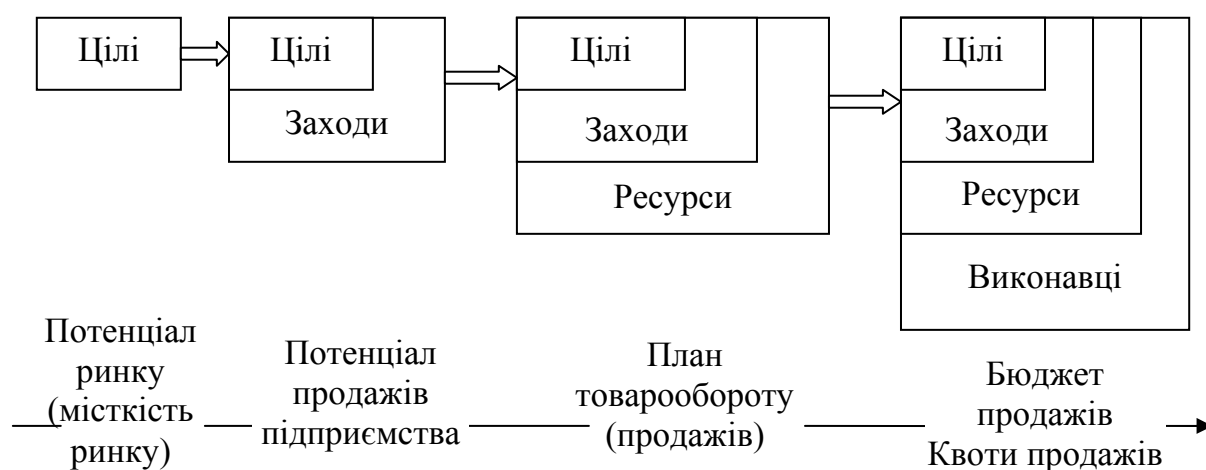 Цілі
Цілі
Заходи
Цілі
Заходи
Ресурси
Цілі
Заходи
Ресурси
Виконавці
Потенціал
ринку
(місткість
ринку)
Потенціал
продажів
підприємства
План
товарообороту
(продажів)
Бюджет
продажів
Квоти продажів